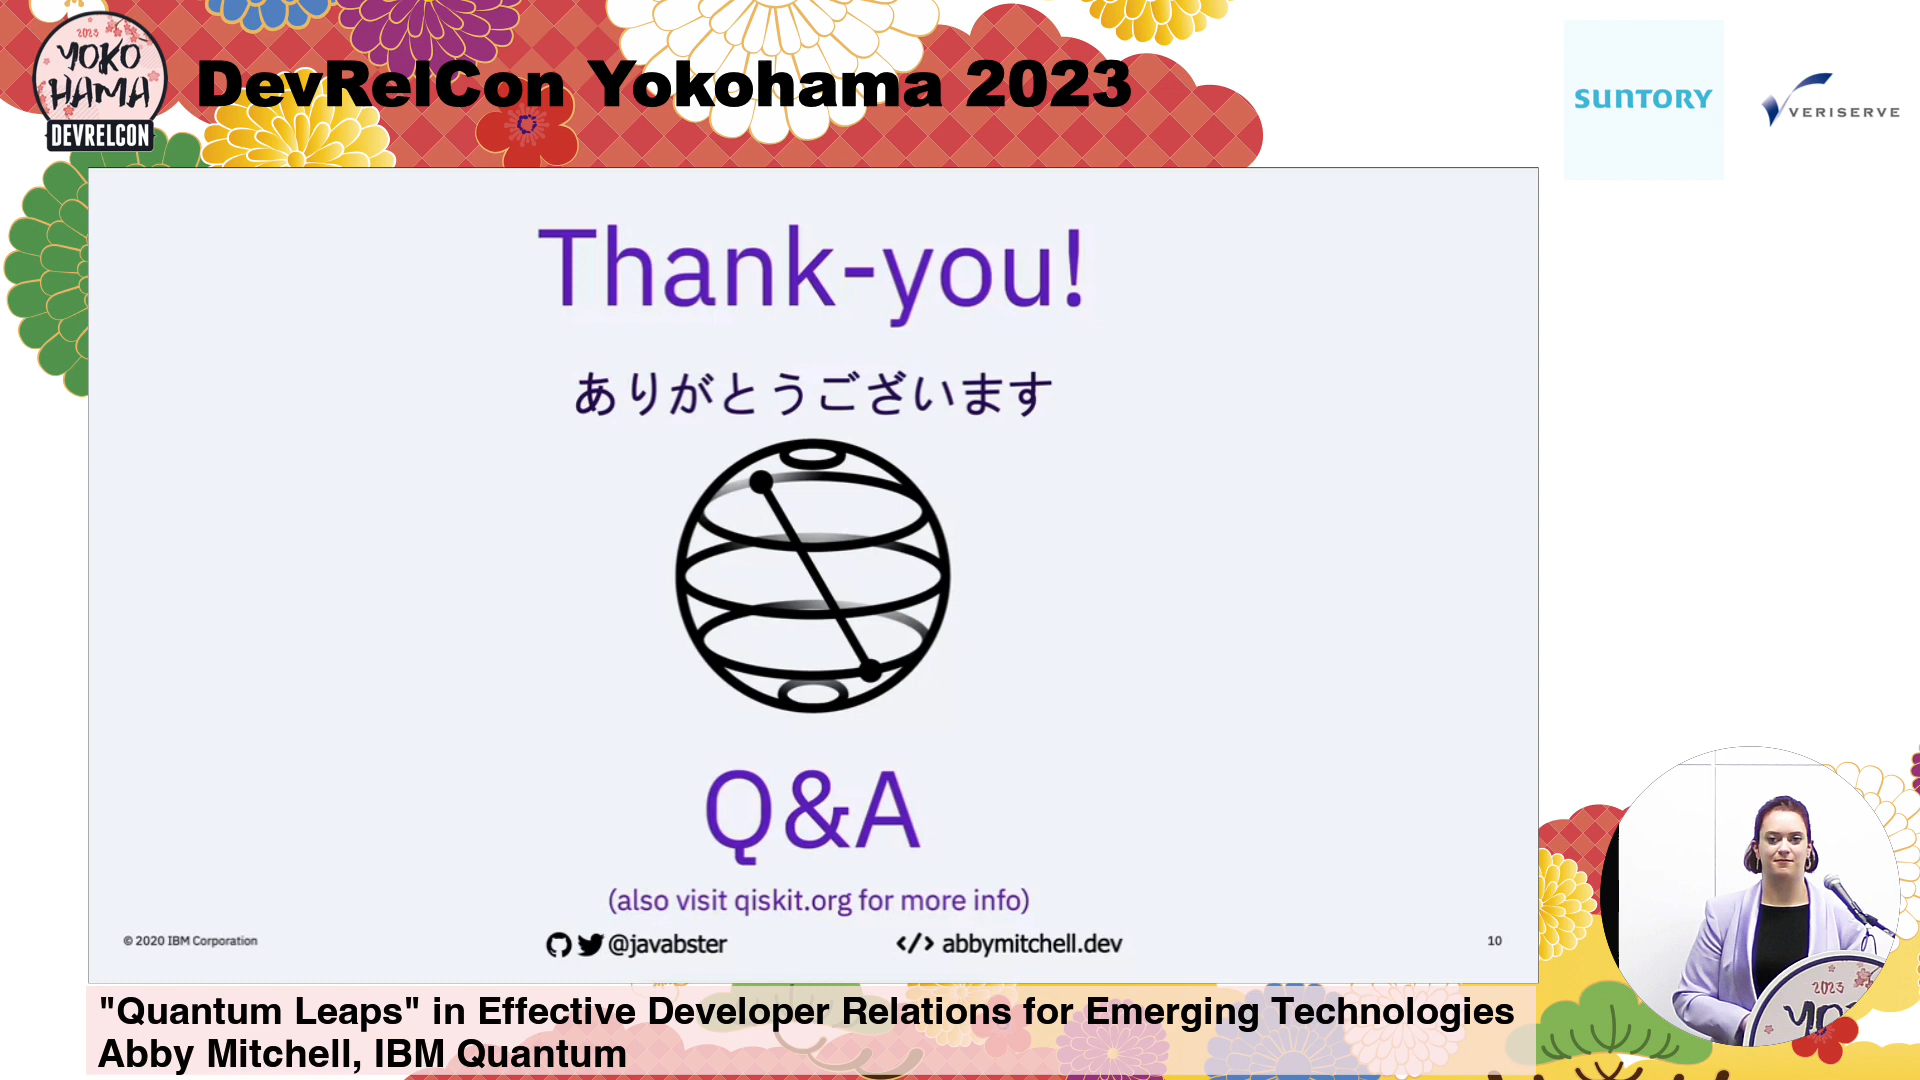 2023
YOKO
HAMA
DEVRELCON
DevRelCon Yokohama 2023
SUNTORY
VERISERVE
Thank-you!
ありがとうございます
Q&A
(also visit qiskit.org for more info)
© 2020 IBM Corporation
@javabster
</> abbymitchell.dev
10
2023
"Quantum Leaps" in Effective Developer Relations for Emerging Technologies
Abby Mitchell, IBM Quantum